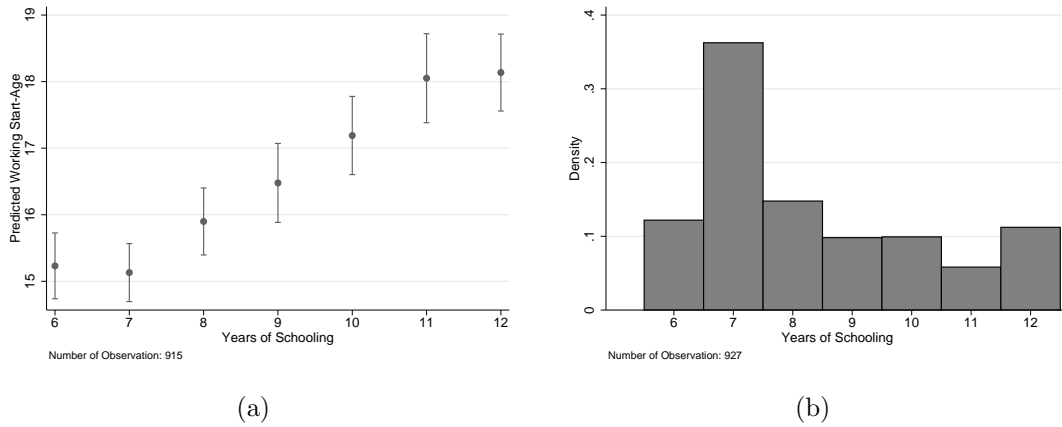 Predicted Working Start-Age
19
18
17
16
15
6 7 8 9 10 11 12
Years of Schooling
Number of Observation: 915
(a)
Density
.4
.3
.2
.1
0
6 7 8 9 10 11 12
Years of Schooling
Number of Observation: 927
(b)